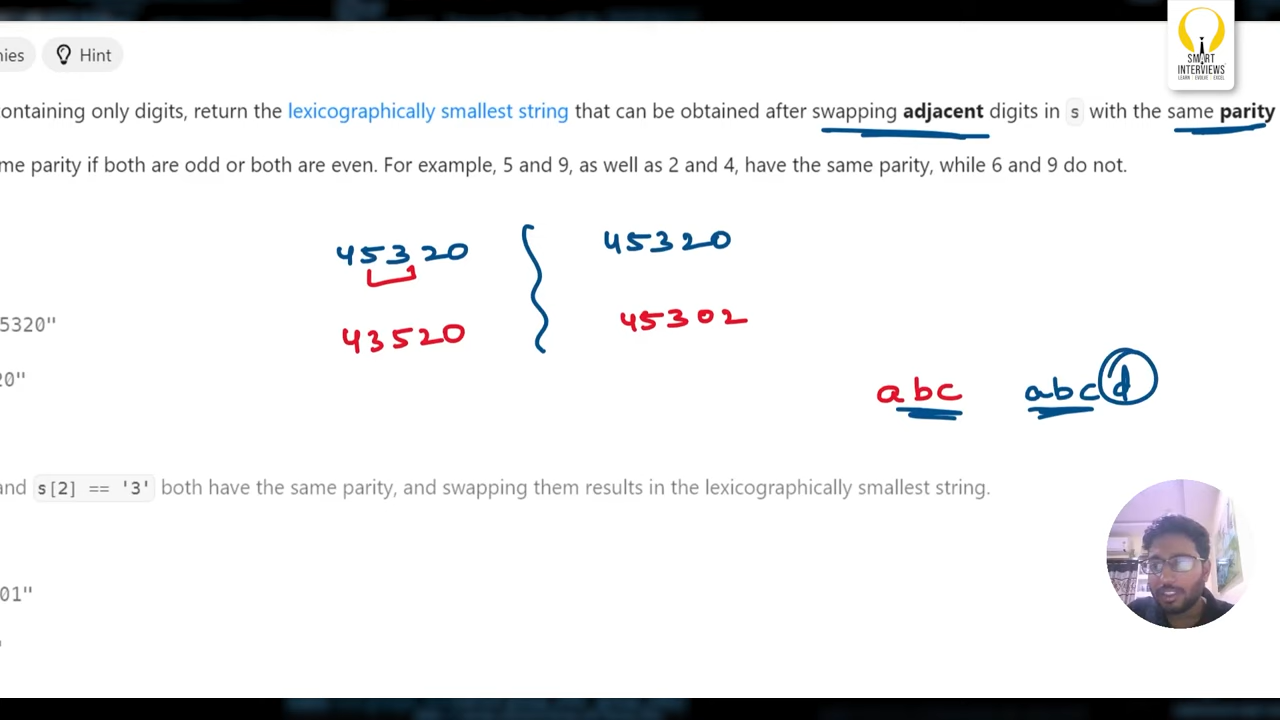 SMART
INTERVIEWS
LEARN | EVOLVE | EXCEL
nies Hint
ontaining only digits, return the lexicographically smallest string that can be obtained after swapping adjacent digits in s with the same parity
me parity if both are odd or both are even. For example, 5 and 9, as well as 2 and 4, have the same parity, while 6 and 9 do not.
45320 45320
43520 45302
5320"
20"
abc abcd
and s[2] == '3' both have the same parity, and swapping them results in the lexicographically smallest string.
01"
"